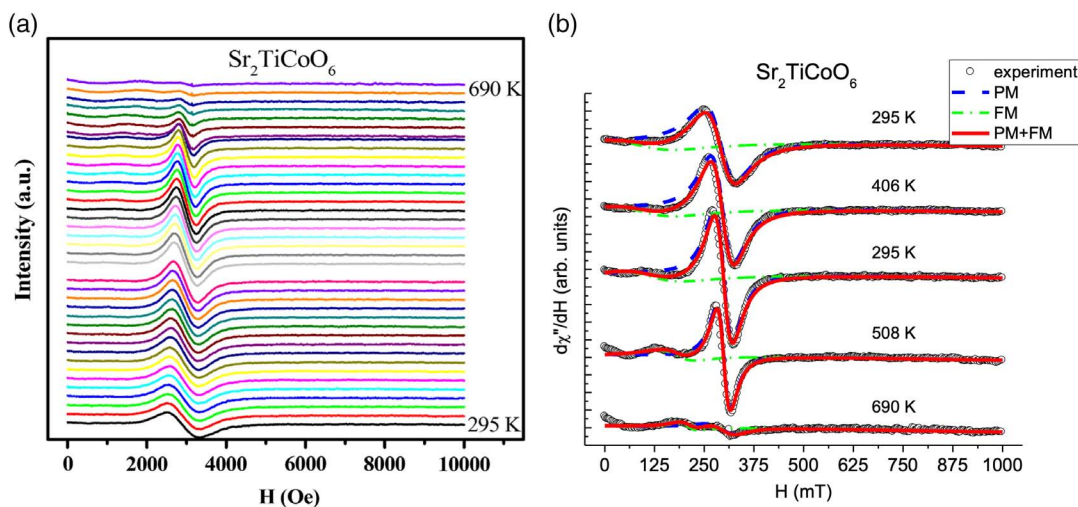 (a)
Sr2TiCoO6
690 K
295 K
Intensity (a.u.)
0 2000 4000 6000 8000 10000
H (Oe)
(b)
Sr2TiCoO6
experiment
PM
FM
PM+FM
295 K
406 K
295 K
508 K
690 K
dχ"/dH (arb. units)
0 125 250 375 500 625 750 875 1000
H (mT)